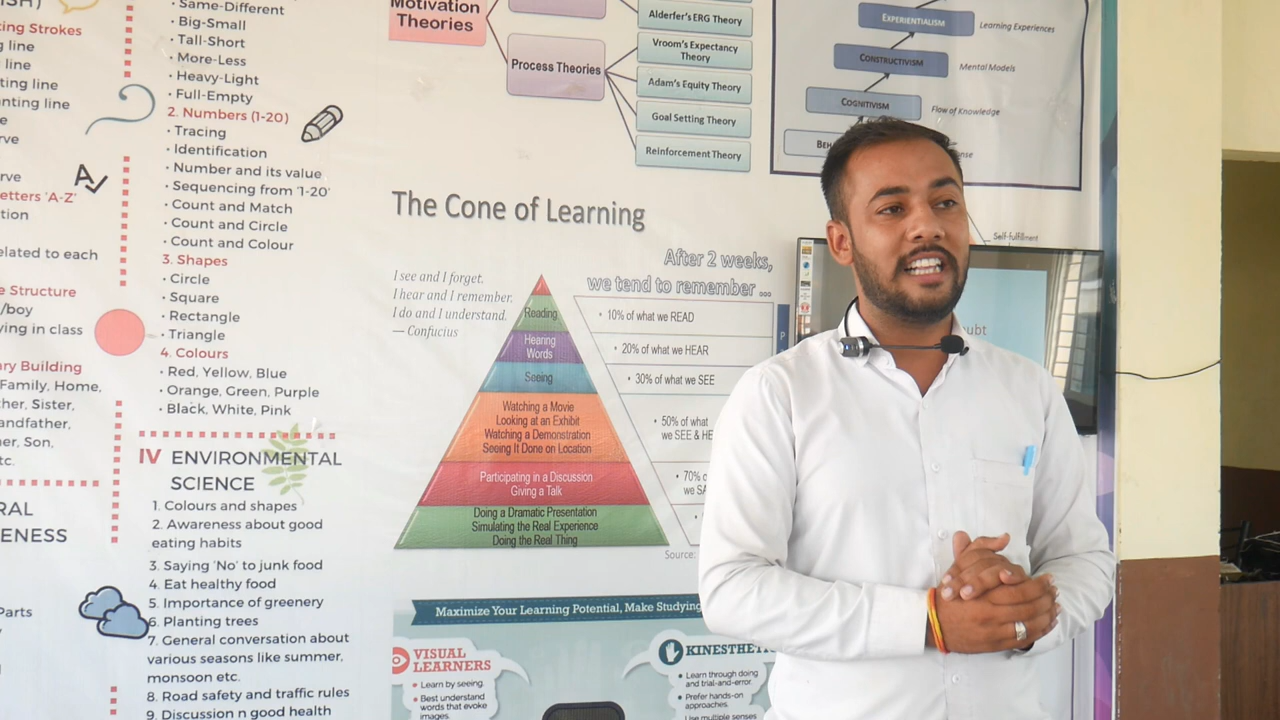 ting Strokes
g line
line
ting line
nting line
e
rve
rve
etters 'A-Z'
tion
elated to each
e Structure
/boy
ying in class
ary Building
Family, Home,
ther, Sister,
andfather,
her, Son,
tc.
RAL
ENESS
Parts
• Same-Different
• Big-Small
• Tall-Short
• More-Less
• Heavy-Light
• Full-Empty
2. Numbers (1-20)
• Tracing
• Identification
• Number and its value
• Sequencing from '1-20'
• Count and Match
• Count and Circle
• Count and Colour
3. Shapes
• Circle
• Square
• Rectangle
• Triangle
4. Colours
• Red, Yellow, Blue
• Orange, Green, Purple
• Black, White, Pink
IV ENVIRONMENTAL
SCIENCE
1. Colours and shapes
2. Awareness about good
eating habits
3. Saying 'No' to junk food
4. Eat healthy food
5. Importance of greenery
6. Planting trees
7. General conversation about
various seasons like summer,
monsoon etc.
8. Road safety and traffic rules
9. Discussion n good health
A
Motivation
Theories
Process Theories
Alderfer's ERG Theory
Vroom's Expectancy
Theory
Adam's Equity Theory
Goal Setting Theory
Reinforcement Theory
EXPERIENTIALISM
Learning Experiences
CONSTRUCTIVISM
Mental Models
COGNITIVISM
Flow of Knowledge
BEH
nse
Self-fulfillment
The Cone of Learning
I see and I forget.
I hear and I remember.
I do and I understand.
— Confucius
After 2 weeks,
we tend to remember ...
Reading
Hearing
Words
Seeing
Watching a Movie
Looking at an Exhibit
Watching a Demonstration
Seeing It Done on Location
Participating in a Discussion
Giving a Talk
Doing a Dramatic Presentation
Simulating the Real Experience
Doing the Real Thing
• 10% of what we READ
• 20% of what we HEAR
• 30% of what we SEE
• 50% of what
we SEE & HE
• 70% o
we SA
Source:
P
oubt
Maximize Your Learning Potential, Make Studying
VISUAL
LEARNERS
• Learn by seeing.
• Best understand
words that evoke
images.
KINESTHETI
• Learn through doing
and trial-and-error.
• Prefer hands-on
approaches.
• Use multiple senses